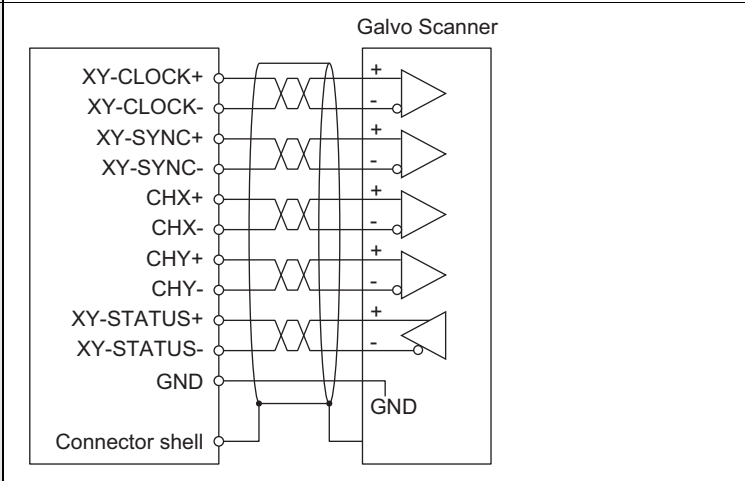 Galvo Scanner
XY-CLOCK+ +
XY-CLOCK- -
XY-SYNC+ +
XY-SYNC- -
CHX+ +
CHX- -
CHY+ +
CHY- -
XY-STATUS+ +
XY-STATUS- -
GND
GND
Connector shell